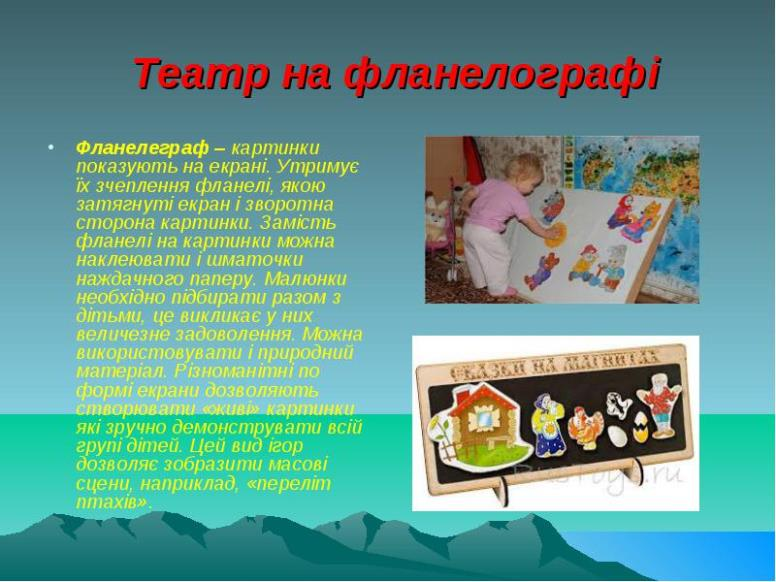 Театр на фланелографі
• Фланелеграф – картинки
показують на екрані. Утримує
їх зчеплення фланелі, якою
затягнуті екран і зворотна
сторона картинки. Замість
фланелі на картинки можна
наклеювати і шматочки
наждачного паперу. Малюнки
необхідно підбирати разом з
дітьми, це викликає у них
величезне задоволення. Можна
використовувати і природний
матеріал. Різноманітні по
формі екрани дозволяють
створювати «живі» картинки
які зручно демонструвати всій
групі дітей. Цей вид ігор
дозволяє зобразити масові
сцени, наприклад, «переліт
птахів».
СКАЗКИ НА МАГНИТАХ
RusToys.ru